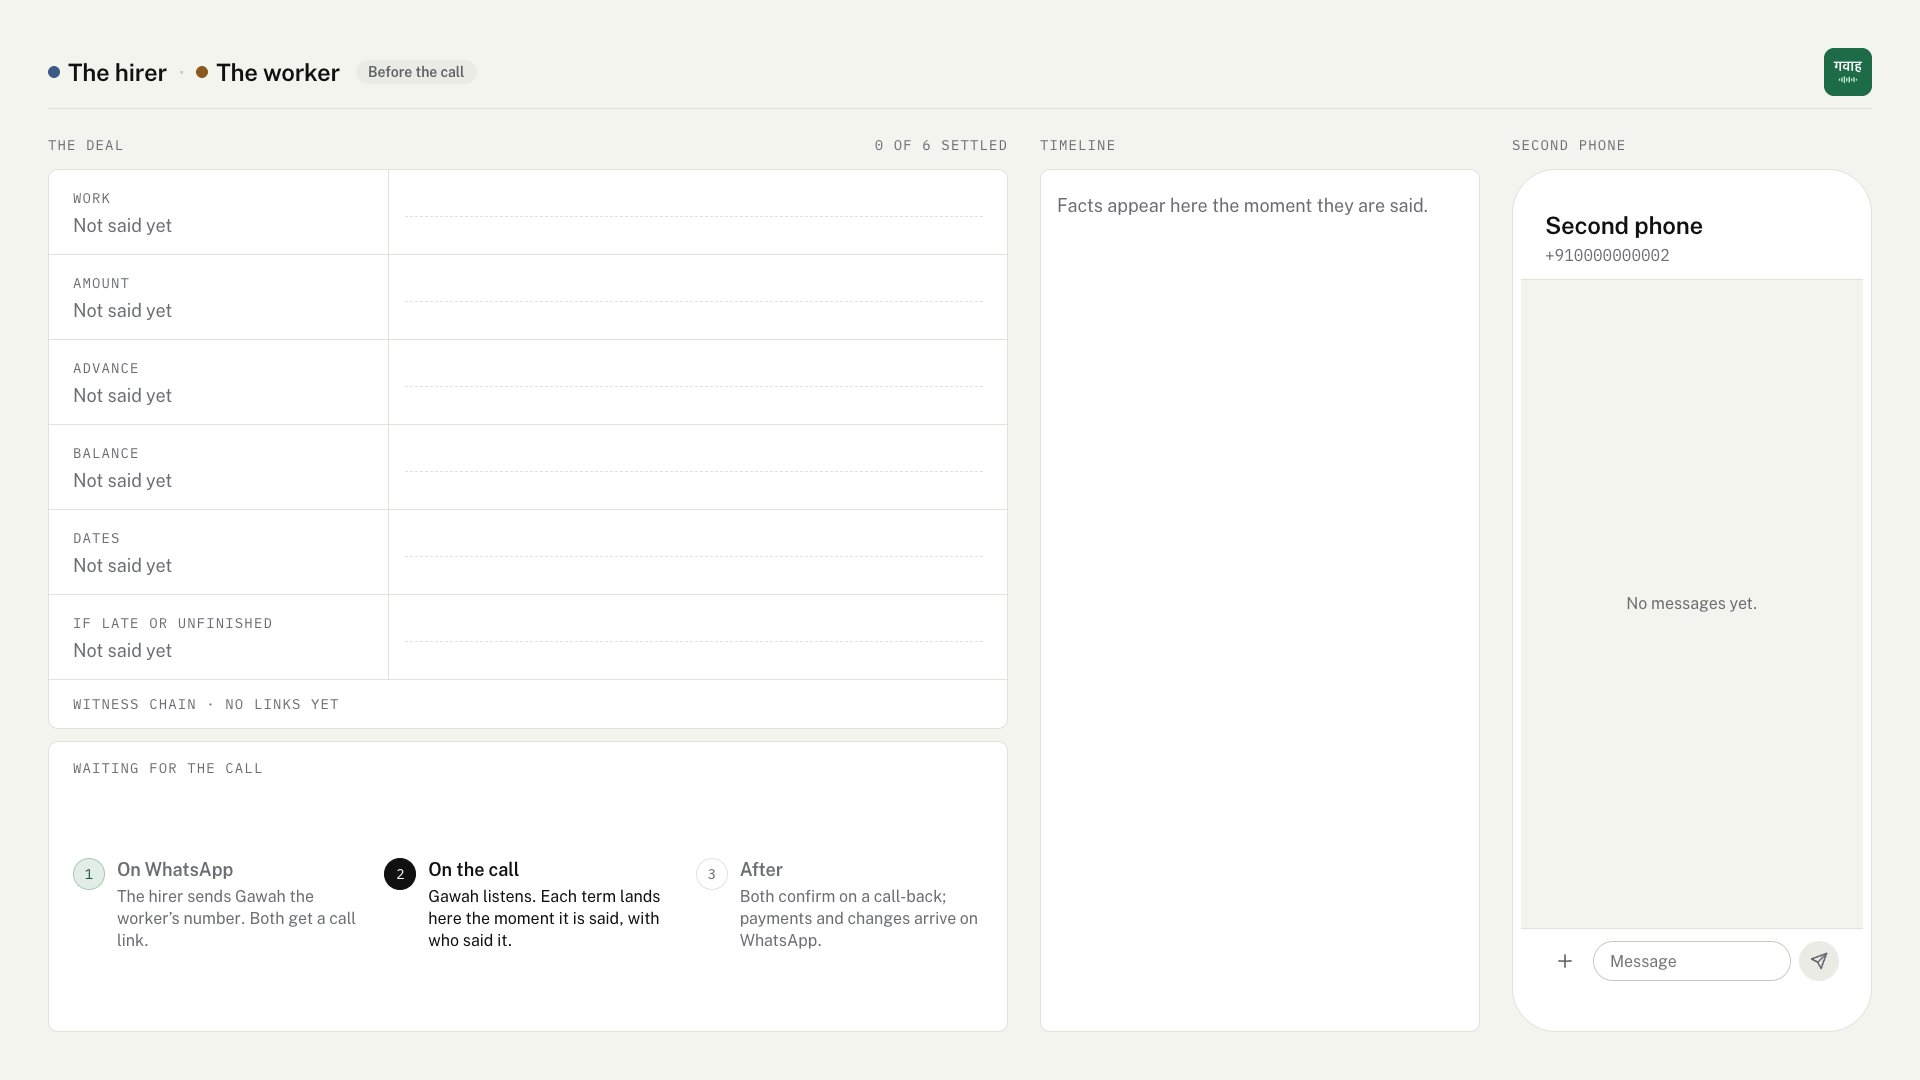 The hirer · The worker Before the call
गवाह
THE DEAL
0 OF 6 SETTLED
WORK
Not said yet
AMOUNT
Not said yet
ADVANCE
Not said yet
BALANCE
Not said yet
DATES
Not said yet
IF LATE OR UNFINISHED
Not said yet
WITNESS CHAIN · NO LINKS YET
WAITING FOR THE CALL
1
On WhatsApp
The hirer sends Gawah the
worker’s number. Both get a call
link.
2
On the call
Gawah listens. Each term lands
here the moment it is said, with
who said it.
3
After
Both confirm on a call-back;
payments and changes arrive on
WhatsApp.
TIMELINE
Facts appear here the moment they are said.
SECOND PHONE
Second phone
+910000000002
No messages yet.
Message